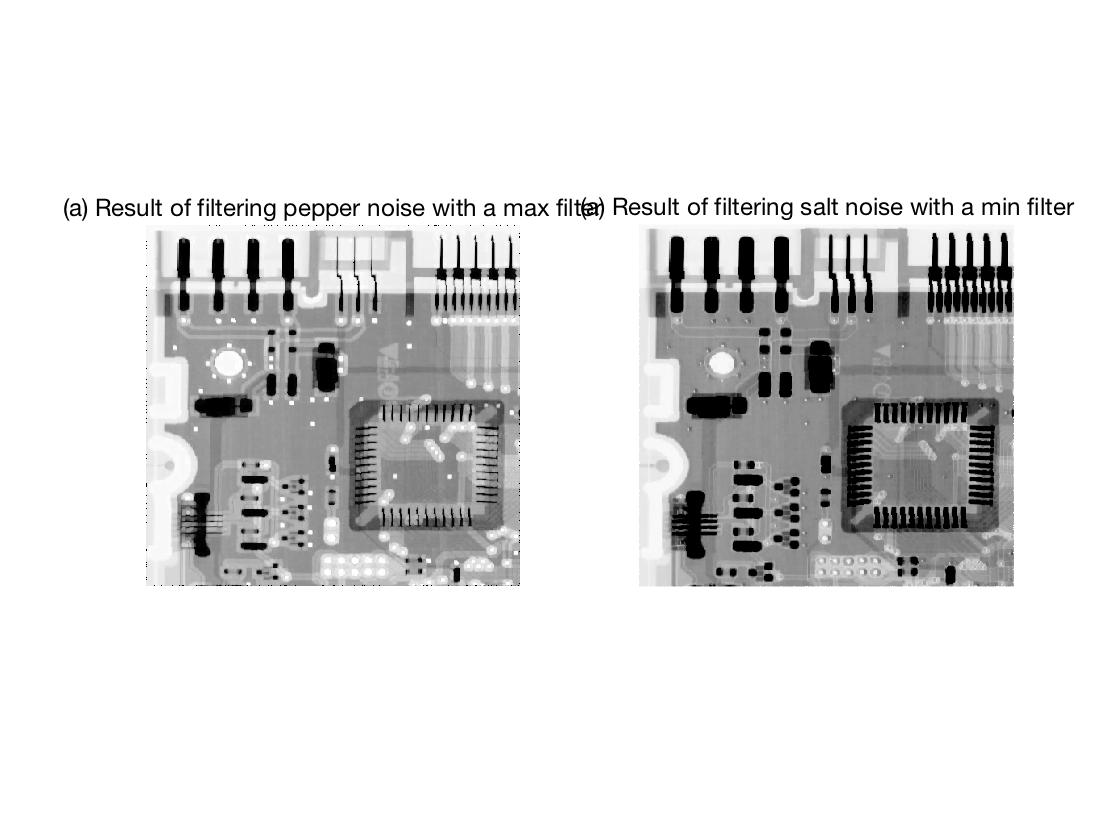 (a) Result of filtering pepper noise with a max filter
(a) Result of filtering salt noise with a min filter